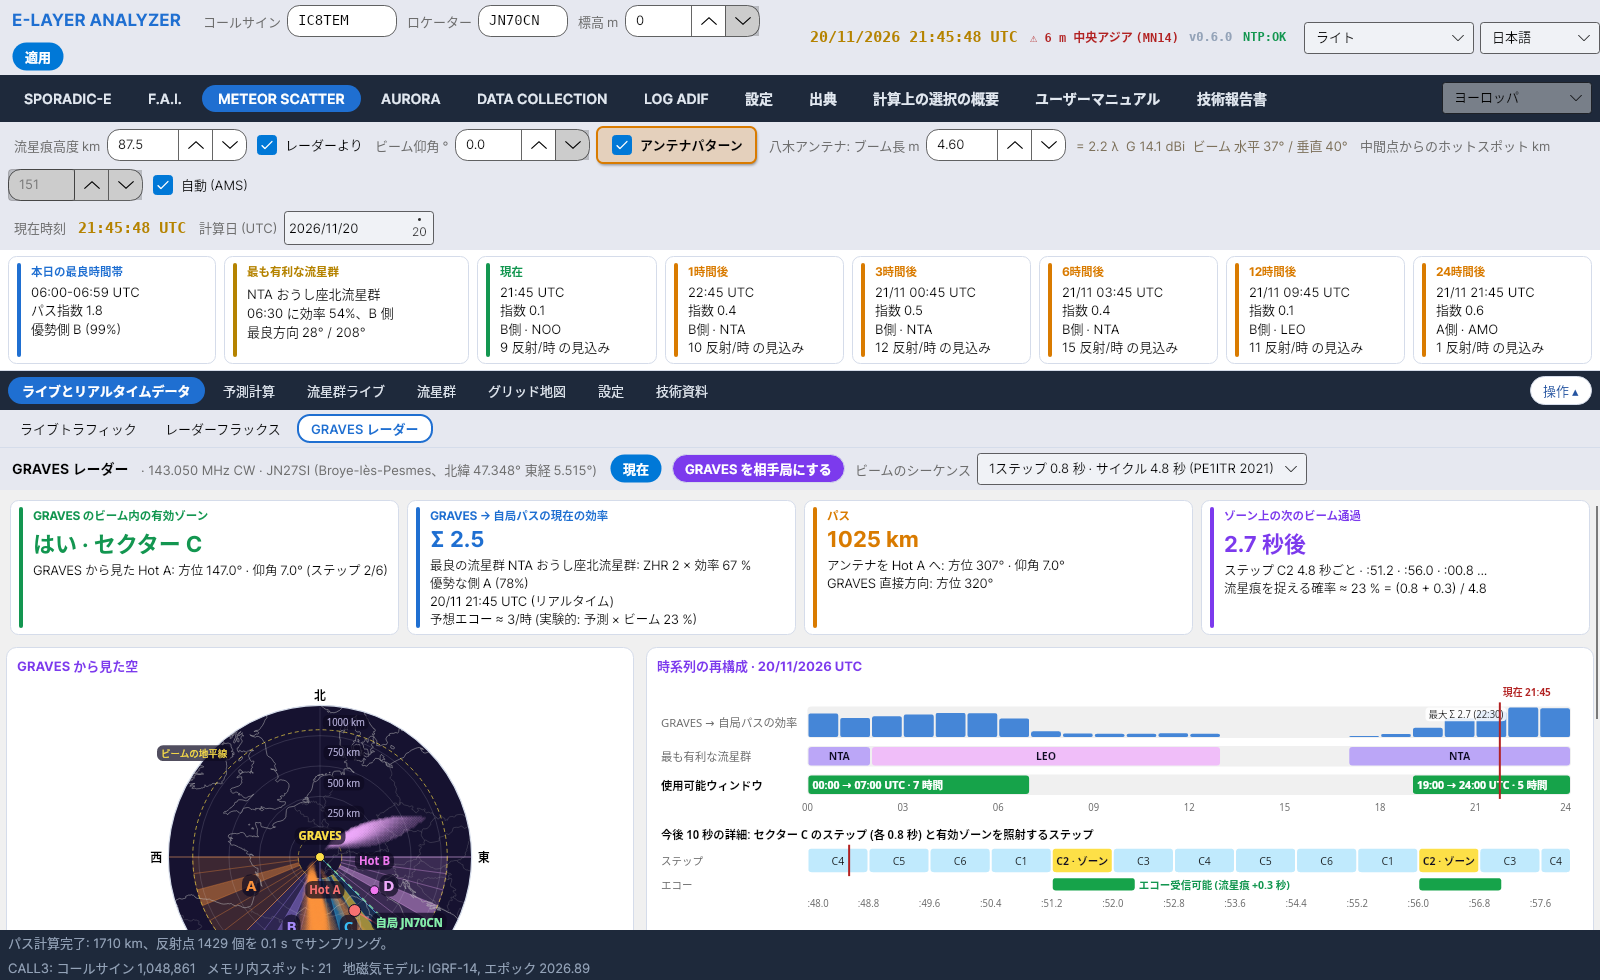 E-LAYER ANALYZER コールサイン IC8TEM ロケーター JN70CN 標高 m 0
適用
20/11/2026 21:45:48 UTC ⚠ 6 m 中央アジア (MN14) v0.6.0 NTP:OK ライト 日本語
SPORADIC-E F.A.I. METEOR SCATTER AURORA DATA COLLECTION LOG ADIF 設定 出典 計算上の選択の概要 ユーザーマニュアル 技術報告書 ヨーロッパ
流星痕高度 km 87.5 レーダーより ビーム仰角 ° 0.0 アンテナパターン 八木アンテナ: ブーム長 m 4.60 = 2.2 λ G 14.1 dBi ビーム 水平 37° / 垂直 40° 中間点からのホットスポット km
151 自動 (AMS)
現在時刻 21:45:48 UTC 計算日 (UTC) 2026/11/20 20
本日の最良時間帯
06:00-06:59 UTC
パス指数 1.8
優勢側 B (99%)
最も有利な流星群
NTA おうし座北流星群
06:30 に効率 54%、B 側
最良方向 28° / 208°
現在
21:45 UTC
指数 0.1
B側 · NOO
9 反射/時 の見込み
1時間後
22:45 UTC
指数 0.4
B側 · NTA
10 反射/時 の見込み
3時間後
21/11 00:45 UTC
指数 0.5
B側 · NTA
12 反射/時 の見込み
6時間後
21/11 03:45 UTC
指数 0.4
B側 · NTA
15 反射/時 の見込み
12時間後
21/11 09:45 UTC
指数 0.1
B側 · LEO
11 反射/時 の見込み
24時間後
21/11 21:45 UTC
指数 0.6
A側 · AMO
1 反射/時 の見込み
ライブとリアルタイムデータ 予測計算 流星群ライブ 流星群 グリッド地図 設定 技術資料 操作 ▴
ライブトラフィック レーダーフラックス GRAVES レーダー
GRAVES レーダー · 143.050 MHz CW · JN27SI (Broye-lès-Pesmes、北緯 47.348° 東経 5.515°) 現在 GRAVES を相手局にする ビームのシーケンス 1ステップ 0.8 秒 · サイクル 4.8 秒 (PE1ITR 2021)
GRAVES のビーム内の有効ゾーン
はい · セクター C
GRAVES から見た Hot A: 方位 147.0° · 仰角 7.0° (ステップ 2/6)
GRAVES → 自局パスの現在の効率
Σ 2.5
最良の流星群 NTA おうし座北流星群: ZHR 2 × 効率 67 %
優勢な側 A (78%)
20/11 21:45 UTC (リアルタイム)
予想エコー ≈ 3/時 (実験的: 予測 × ビーム 23 %)
パス
1025 km
アンテナを Hot A へ: 方位 307° · 仰角 7.0°
GRAVES 直接方向: 方位 320°
ゾーン上の次のビーム通過
2.7 秒後
ステップ C2 4.8 秒ごと · :51.2 · :56.0 · :00.8 ...
流星痕を捉える確率 ≈ 23 % = (0.8 + 0.3) / 4.8
GRAVES から見た空
北
1000 km
ビームの地平線
750 km
500 km
250 km
GRAVES
西
東
Hot B
A
Hot A
D
B
C
自局 JN70CN
時系列の再構成 · 20/11/2026 UTC
現在 21:45
GRAVES → 自局パスの効率 最大 Σ 2.7 (22:30)
最も有利な流星群 NTA LEO NTA
使用可能ウィンドウ 00:00 → 07:00 UTC · 7 時間 19:00 → 24:00 UTC · 5 時間
00 03 06 09 12 15 18 21 24
今後 10 秒の詳細: セクター C のステップ (各 0.8 秒) と有効ゾーンを照射するステップ
ステップ C4 C5 C6 C1 C2 · ゾーン C3 C4 C5 C6 C1 C2 · ゾーン C3 C4
エコー エコー受信可能 (流星痕 +0.3 秒)
:48.0 :48.8 :49.6 :50.4 :51.2 :52.0 :52.8 :53.6 :54.4 :55.2 :56.0 :56.8 :57.6
パス計算完了: 1710 km、反射点 1429 個を 0.1 s でサンプリング。
CALL3: コールサイン 1,048,861 メモリ内スポット: 21 地磁気モデル: IGRF-14, エポック 2026.89